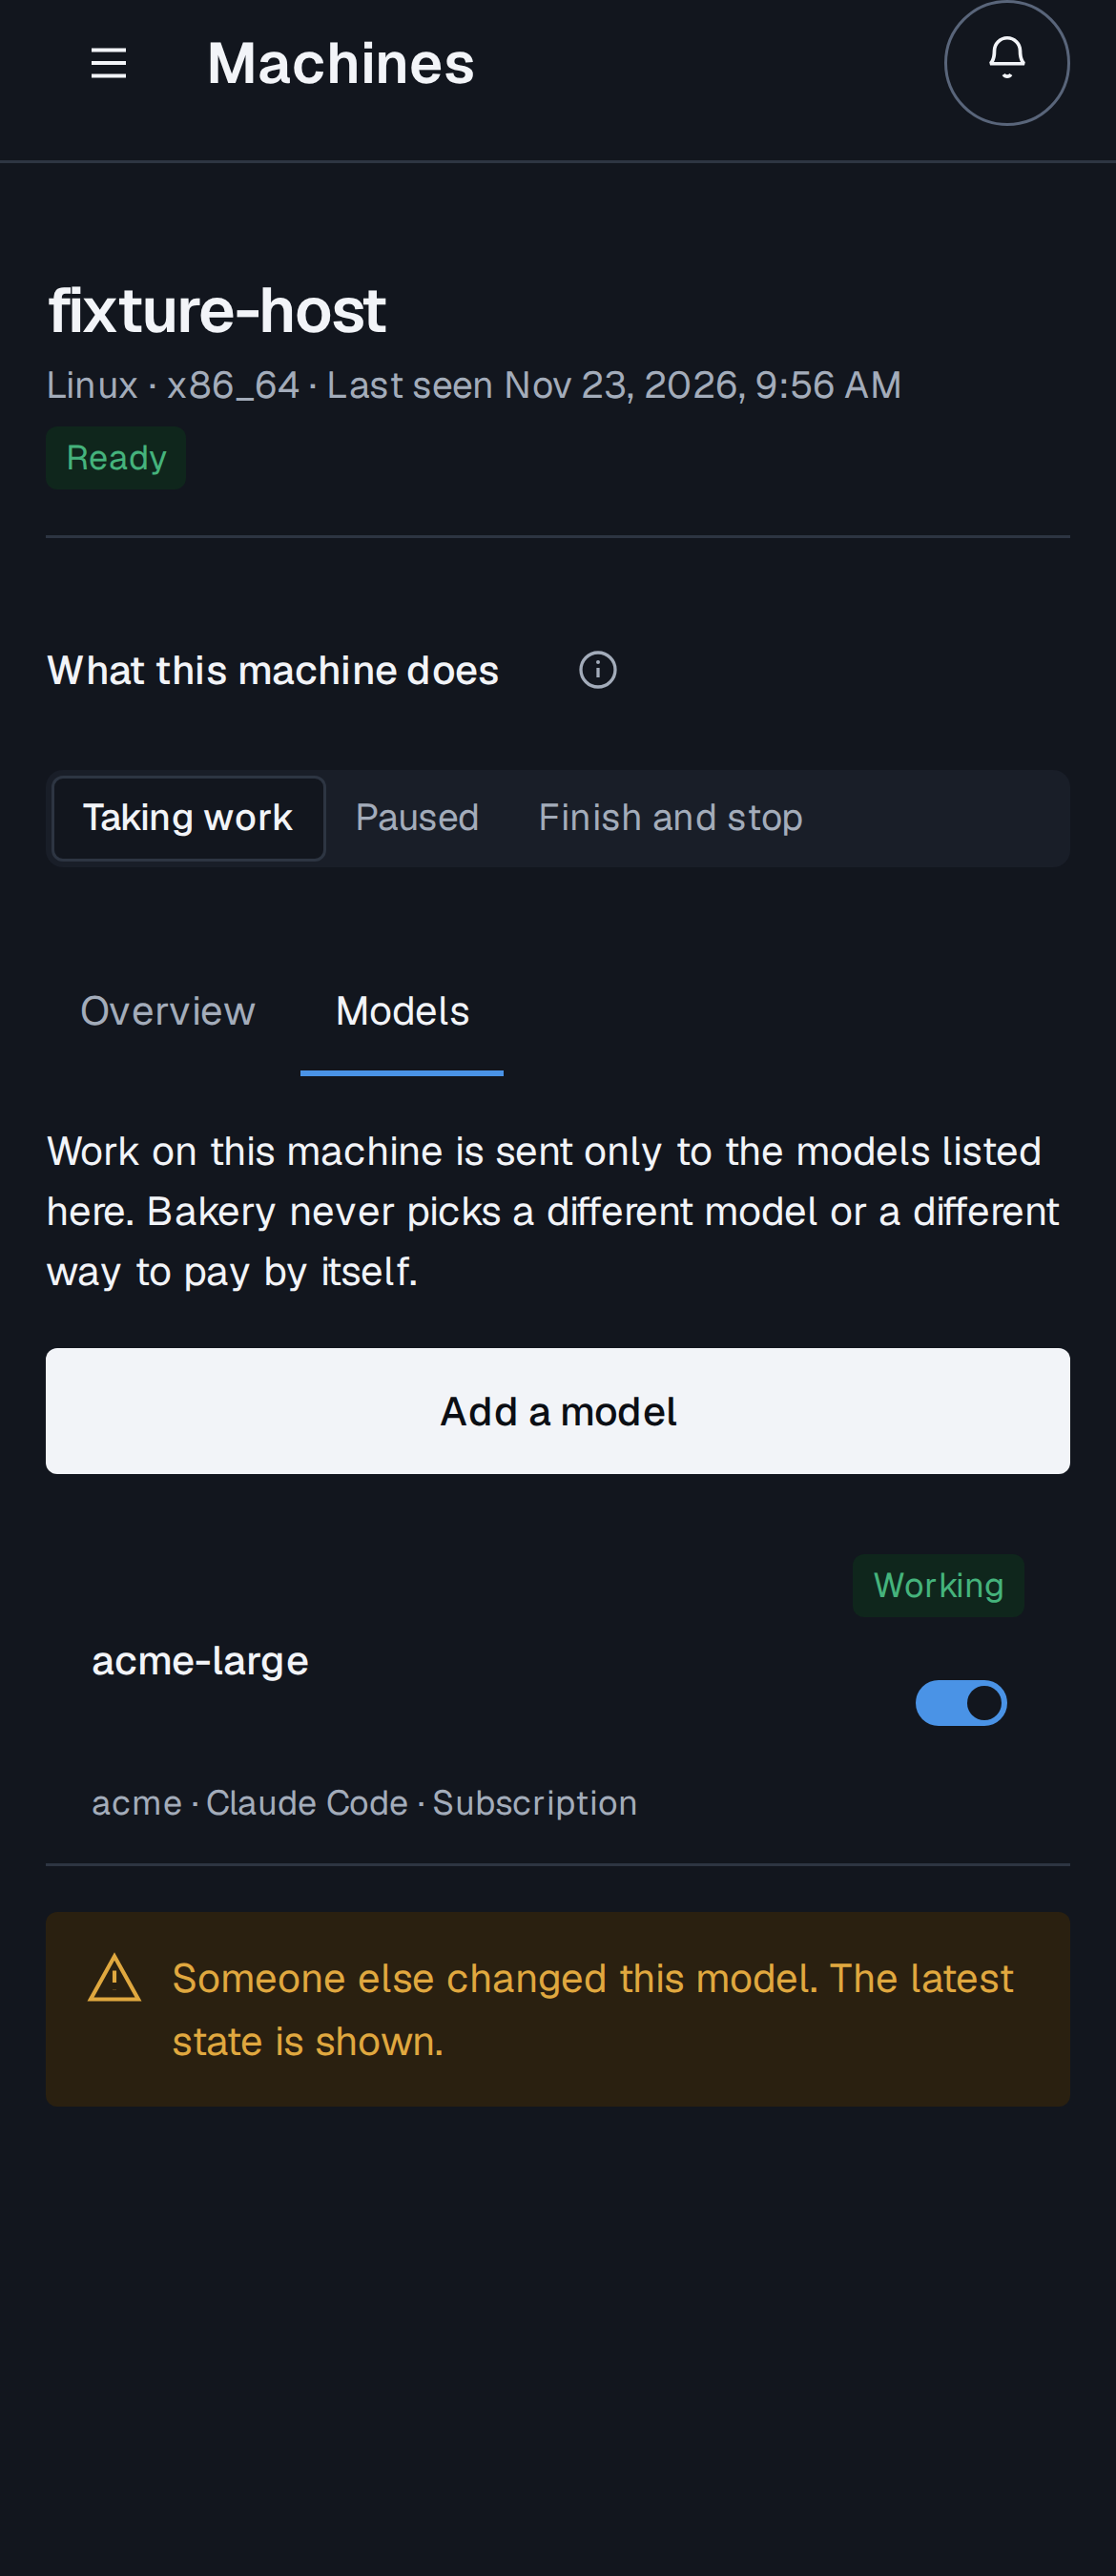 Machines
fixture-host
Linux · x86_64 · Last seen Nov 23, 2026, 9:56 AM
Ready
What this machine does
Taking work Paused Finish and stop
Overview Models
Work on this machine is sent only to the models listed
here. Bakery never picks a different model or a different
way to pay by itself.
Add a model
Working
acme-large
acme · Claude Code · Subscription
Someone else changed this model. The latest
state is shown.